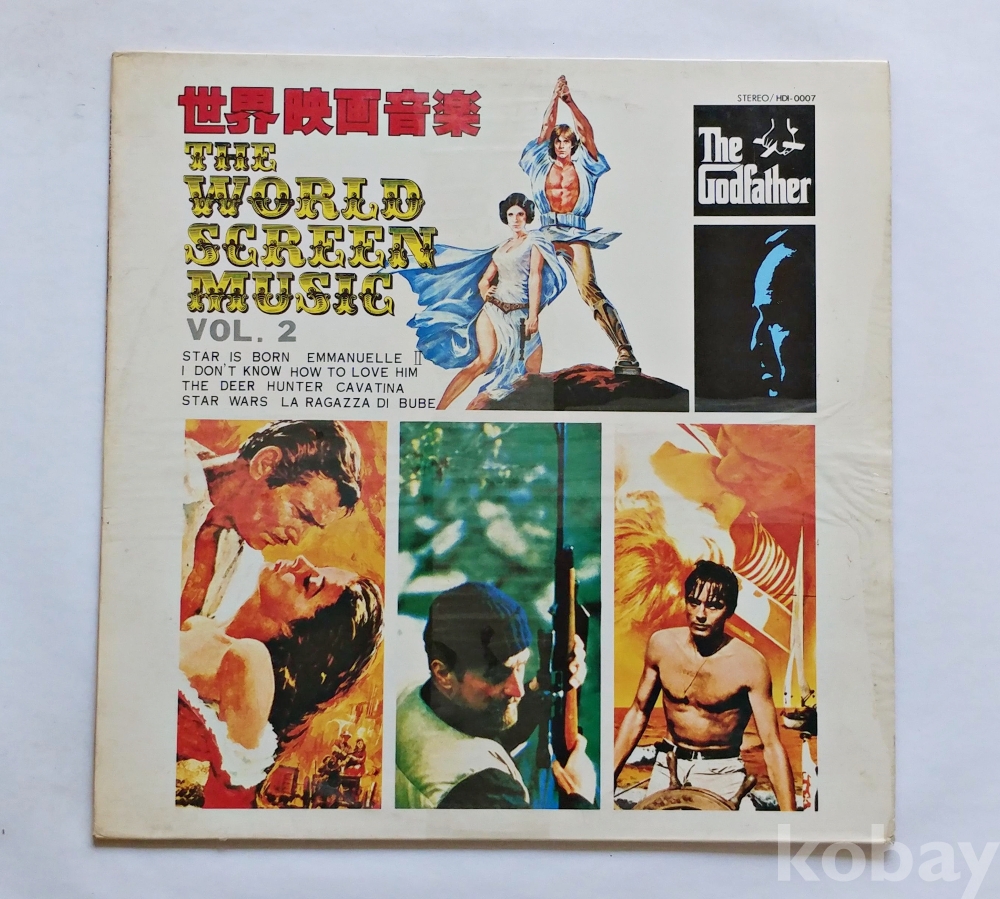 世界映画音楽
THE
WORLD
SCREEN
MUSIC
VOL. 2
STAR IS BORN EMMANUELLE II
I DON'T KNOW HOW TO LOVE HIM
THE DEER HUNTER CAVATINA
STAR WARS LA RAGAZZA DI BUBE
STEREO/HDI-0007
The
Godfather
kobay